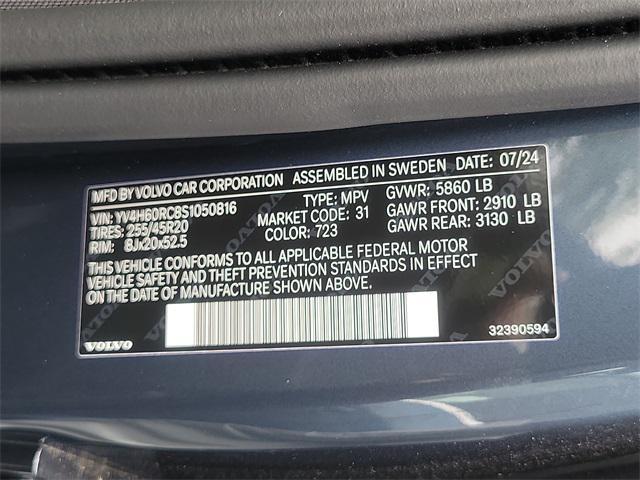 MFD BY VOLVO CAR CORPORATION ASSEMBLED IN SWEDEN DATE: 07/24
VIN: YV4H60RC8S1050816 TYPE: MPV GVWR: 5860 LB
TIRES: 255/45R20 MARKET CODE: 31 GAWR FRONT: 2910 LB
RIM: 8Jx20x52.5 COLOR: 723 GAWR REAR: 3130 LB
THIS VEHICLE CONFORMS TO ALL APPLICABLE FEDERAL MOTOR
VEHICLE SAFETY AND THEFT PREVENTION STANDARDS IN EFFECT
ON THE DATE OF MANUFACTURE SHOWN ABOVE.
VOLVO 32390594